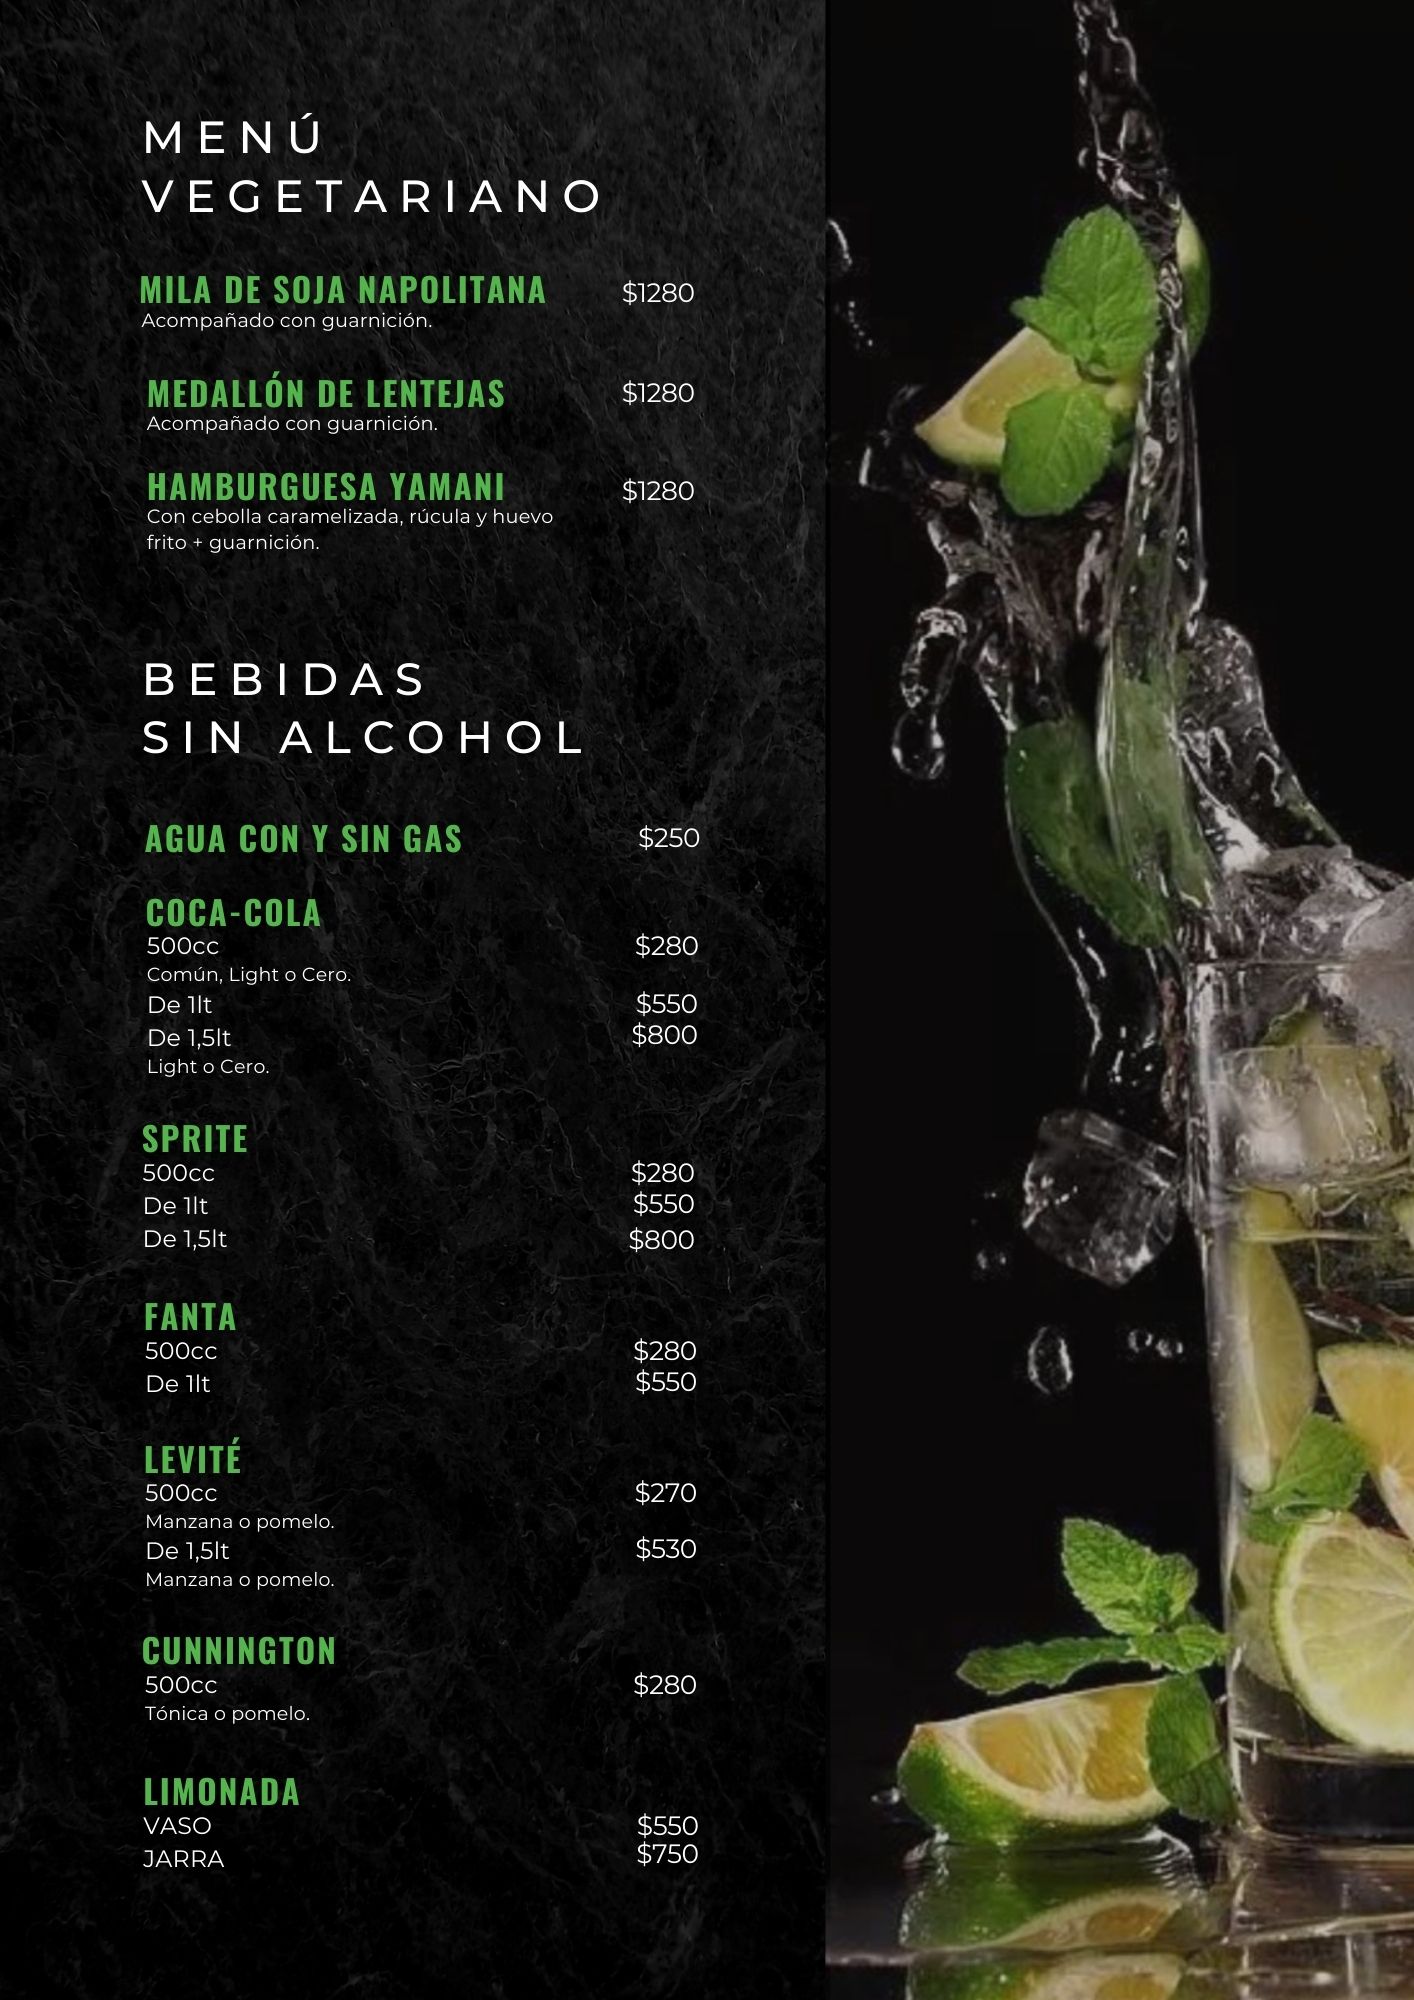 MENÚ
VEGETARIANO
MILA DE SOJA NAPOLITANA $1280
Acompañado con guarnición.
MEDALLÓN DE LENTEJAS $1280
Acompañado con guarnición.
HAMBURGUESA YAMANI $1280
Con cebolla caramelizada, rúcula y huevo
frito + guarnición.
BEBIDAS
SIN ALCOHOL
AGUA CON Y SIN GAS $250
COCA-COLA
500cc $280
Común, Light o Cero.
De 1lt $550
De 1,5lt $800
Light o Cero.
SPRITE
500cc $280
De 1lt $550
De 1,5lt $800
FANTA
500cc $280
De 1lt $550
LEVITÉ
500cc $270
Manzana o pomelo.
De 1,5lt $530
Manzana o pomelo.
CUNNINGTON
500cc $280
Tónica o pomelo.
LIMONADA
VASO $550
JARRA $750